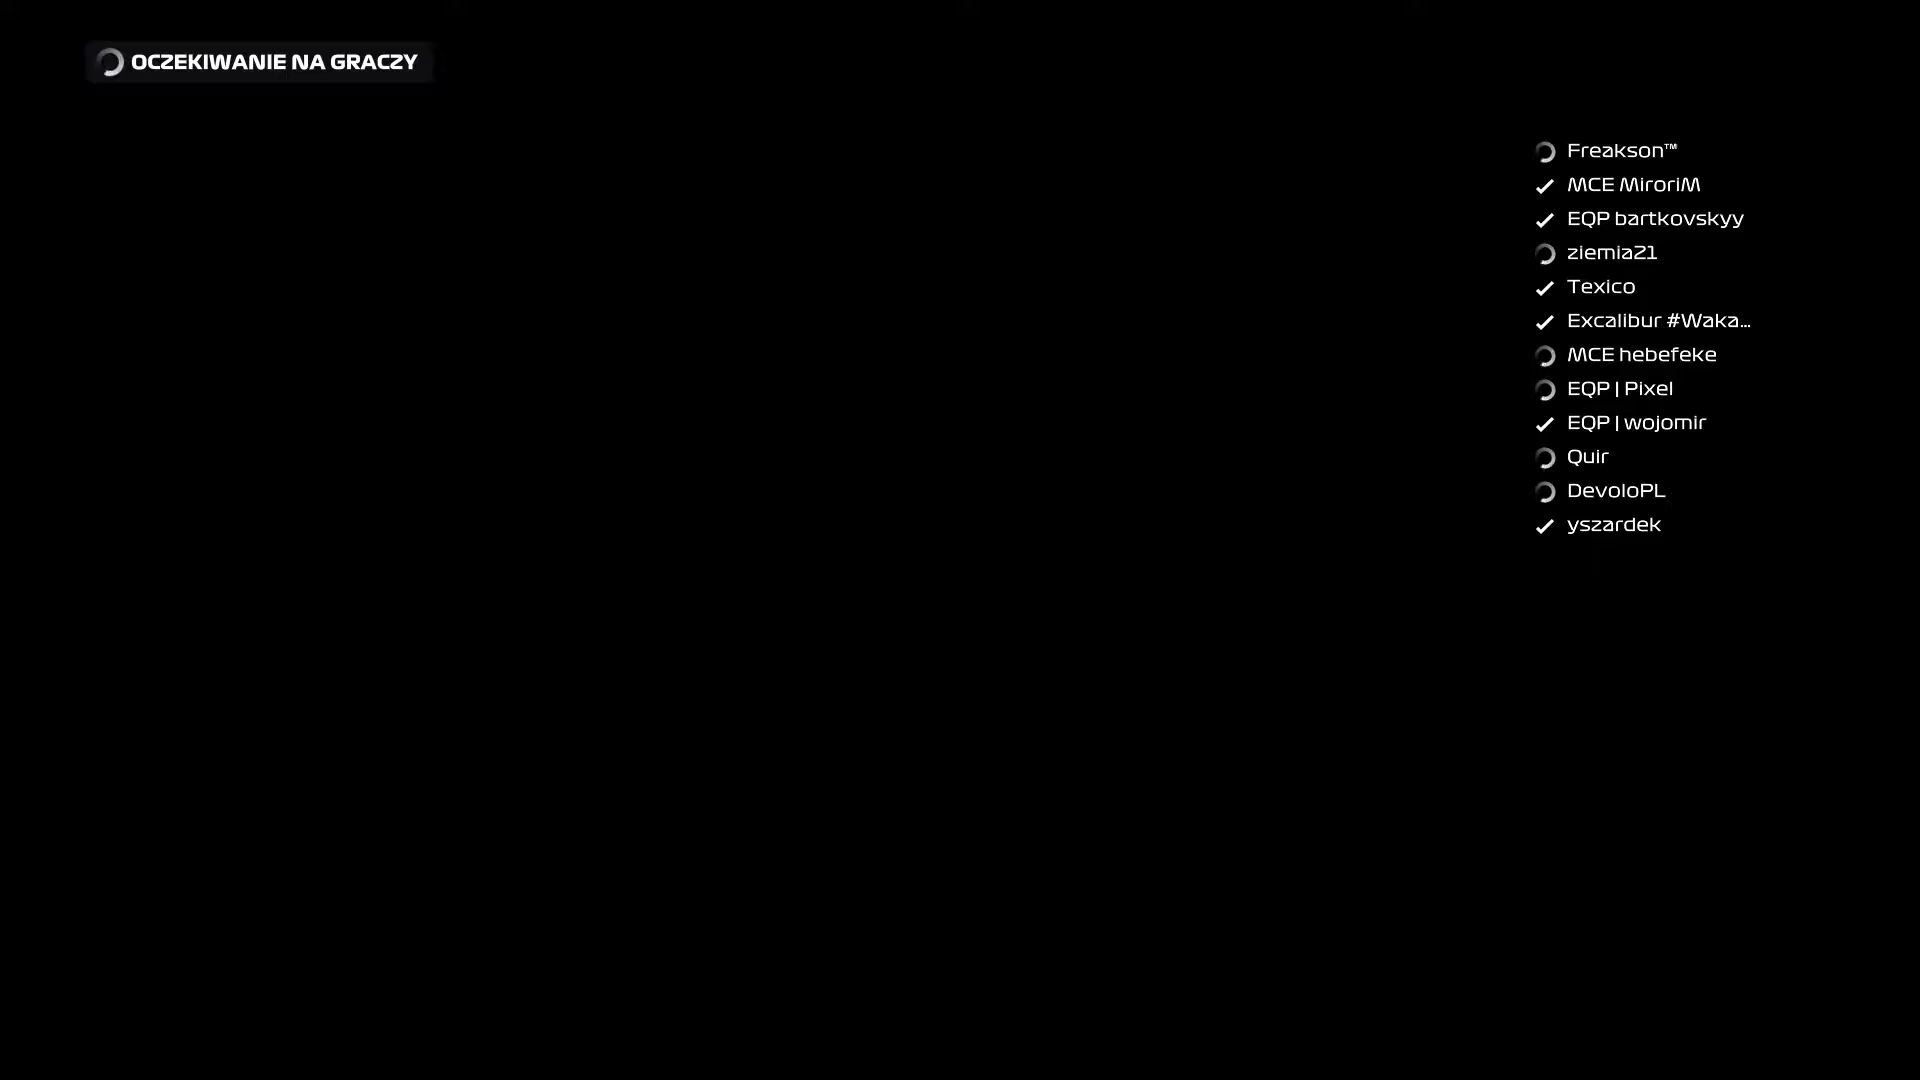 OCZEKIWANIE NA GRACZY
Freakson™
MCE MiroriM
EQP bartkovskyy
ziemia21
Texico
Excalibur #Waka...
MCE hebefeke
EQP | Pixel
EQP | wojomir
Quir
DevoloPL
yszardek